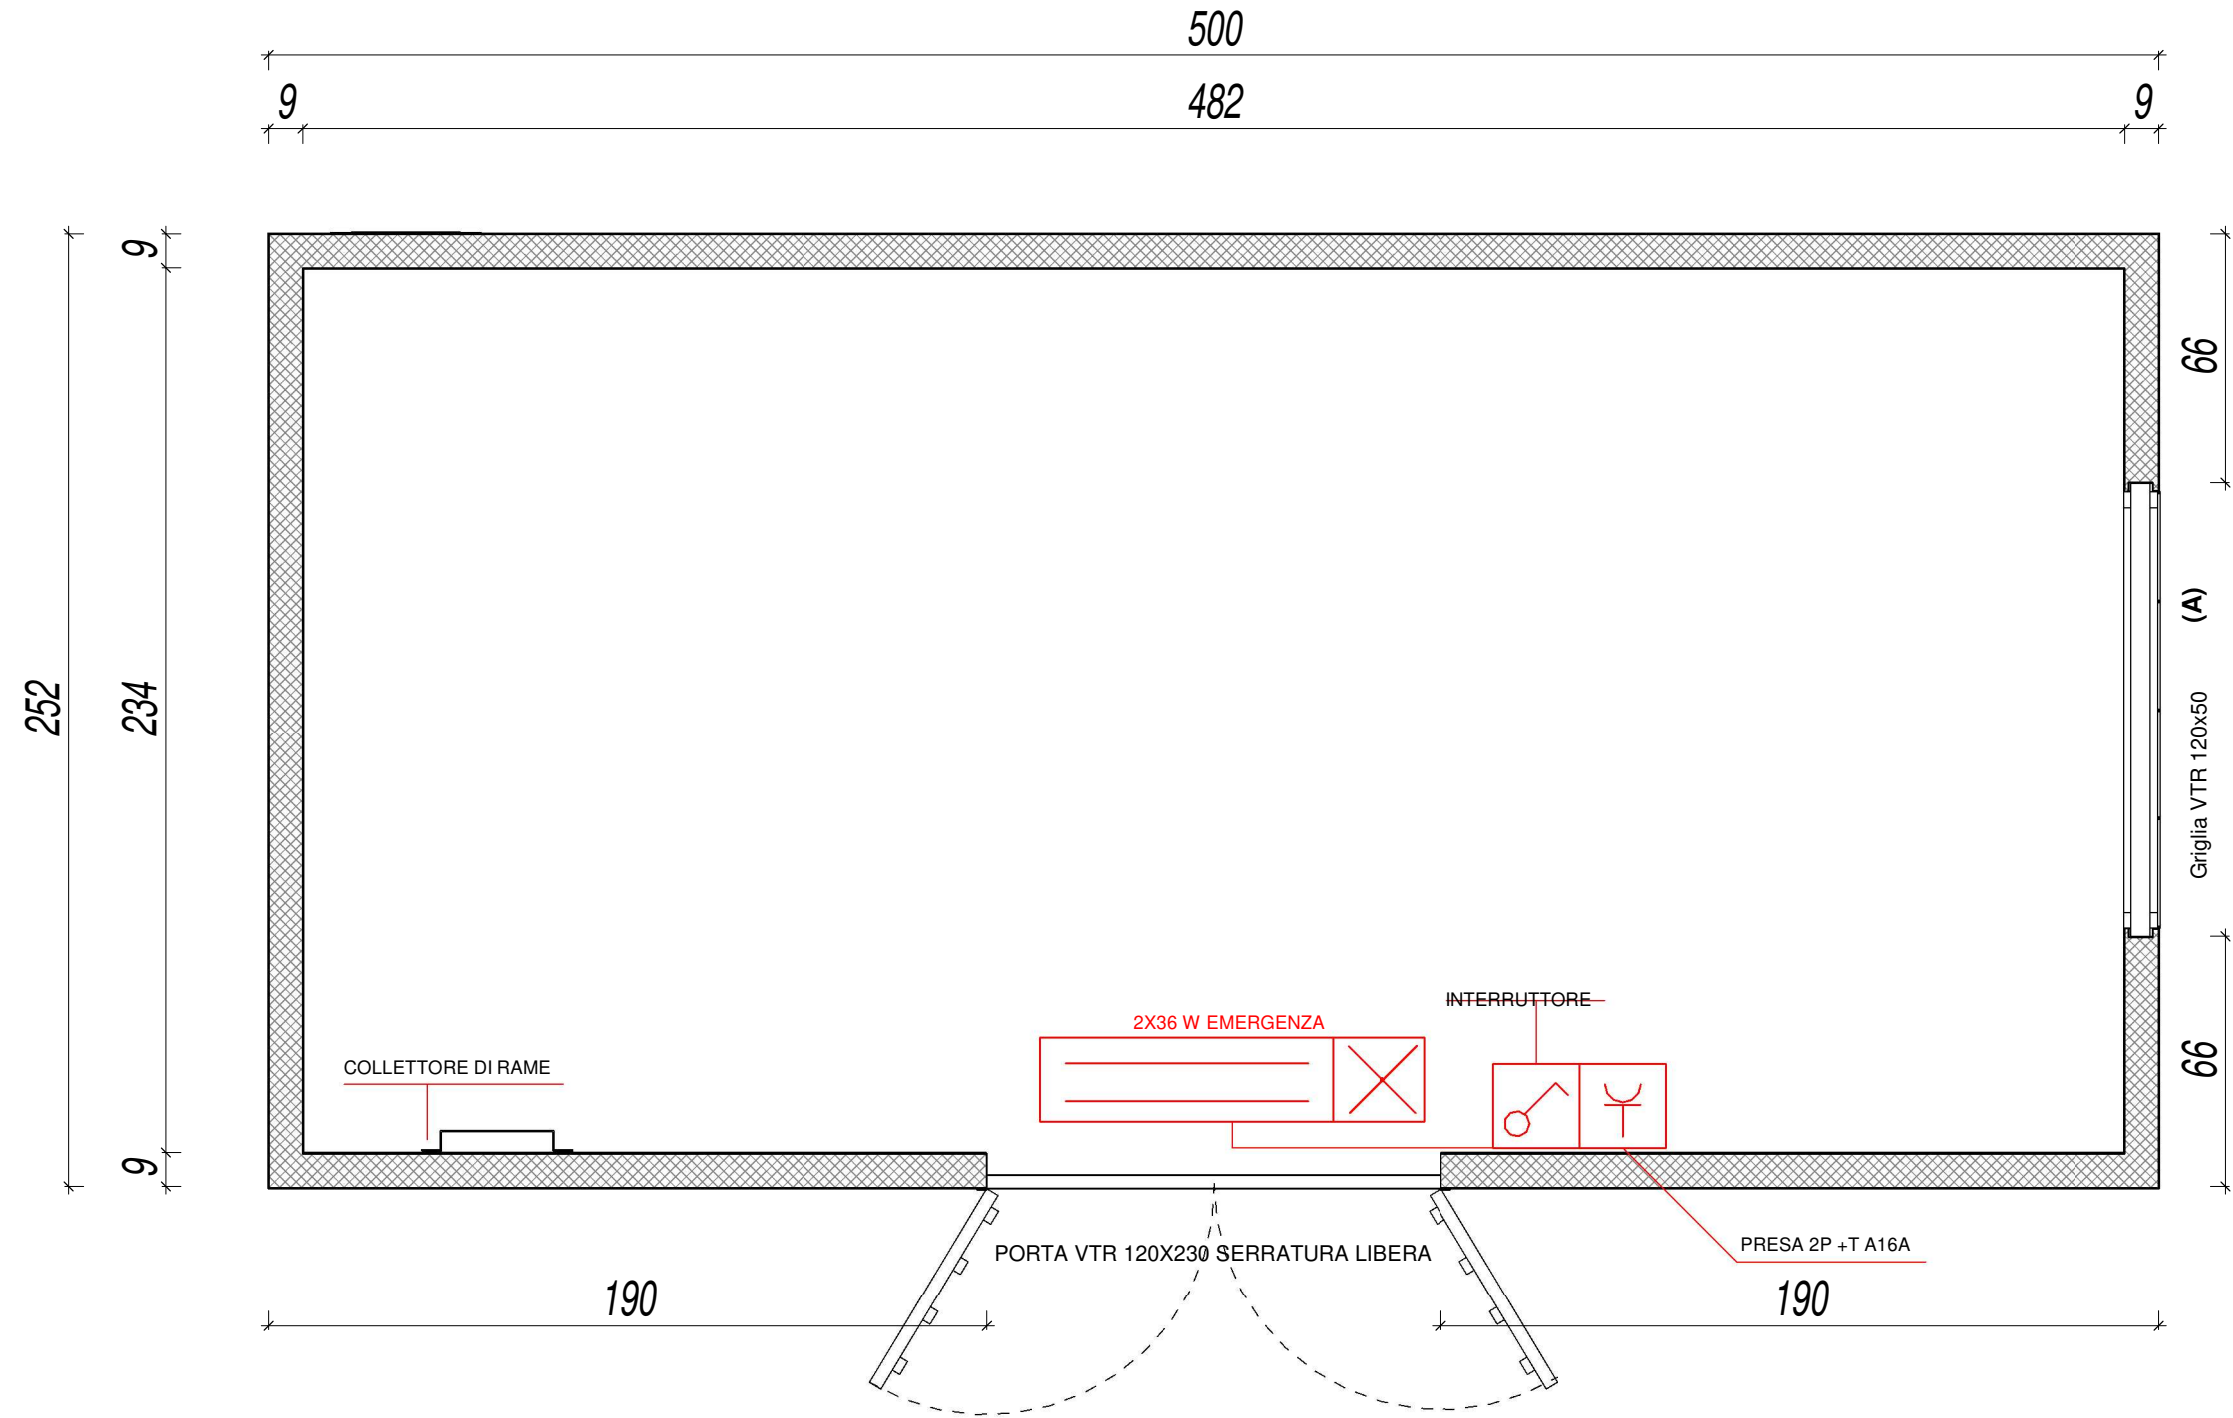 500
9
482
9
9
66
(A)
252
234
Griglia VTR 120x50
INTERRUTTORE
2X36 W EMERGENZA
COLLETTORE DI RAME
66
9
PORTA VTR 120X230 SERRATURA LIBERA
PRESA 2P +T A16A
190
190